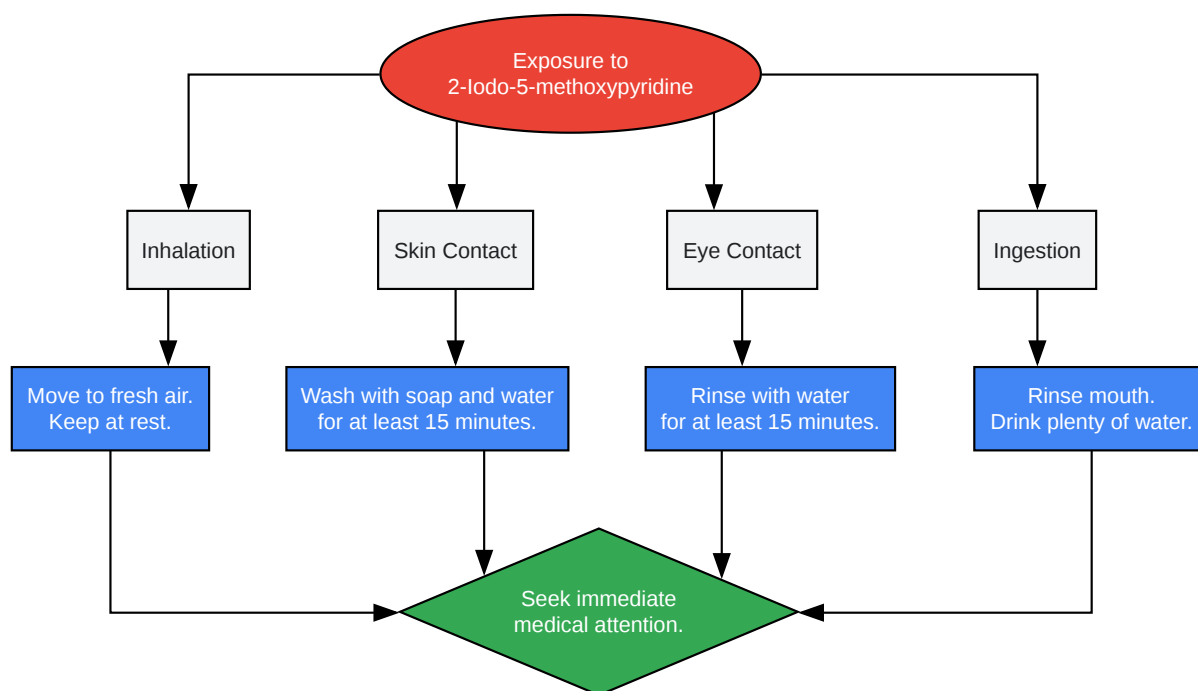 Exposure to
2-Iodo-5-methoxypyridine
Inhalation
Skin Contact
Eye Contact
Ingestion
Move to fresh air.
Keep at rest.
Wash with soap and water
for at least 15 minutes.
Rinse with water
for at least 15 minutes.
Rinse mouth.
Drink plenty of water.
Seek immediate
medical attention.